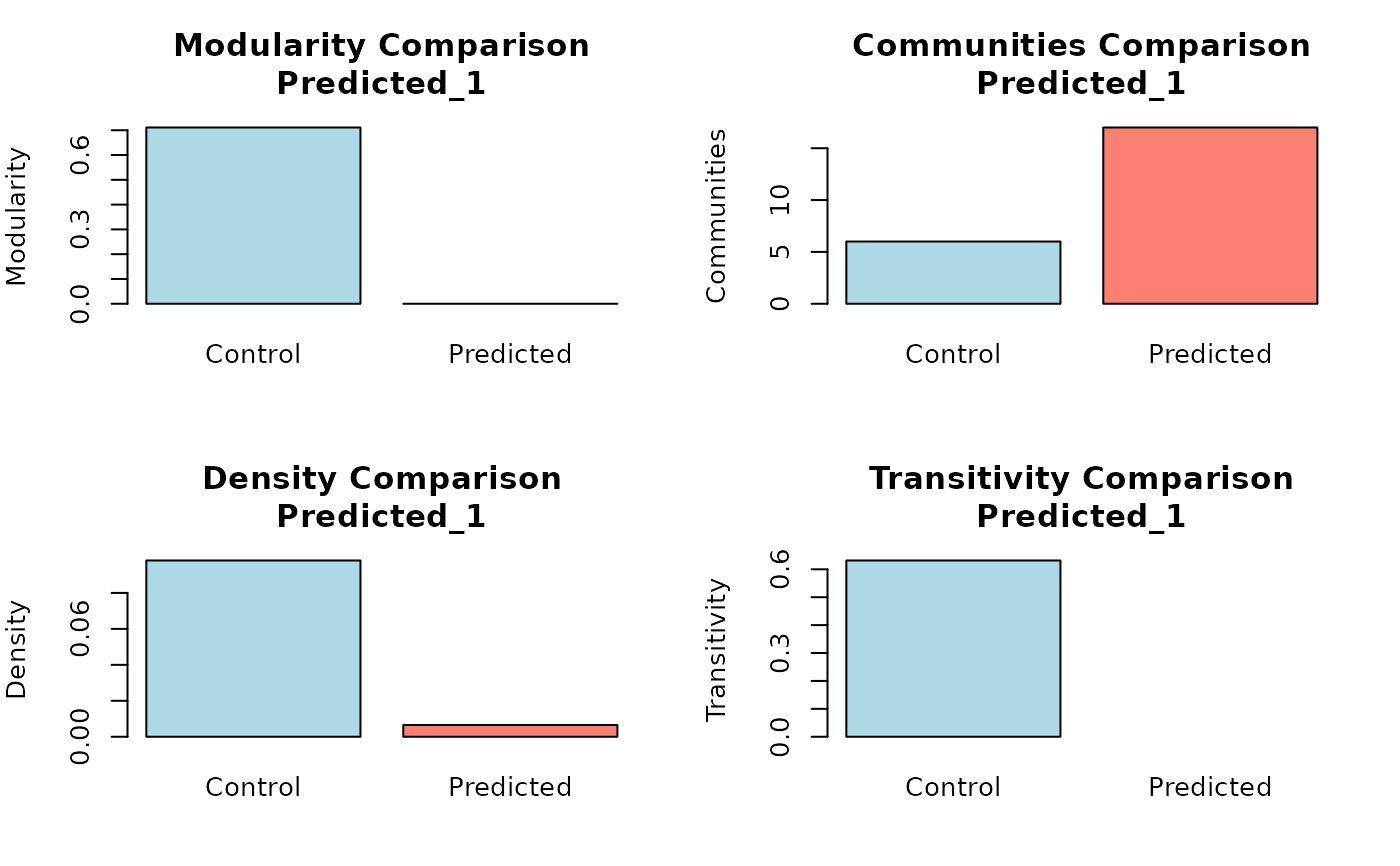 Modularity Comparison
Predicted_1
Modularity
0.0 0.3 0.6
Control Predicted
Communities Comparison
Predicted_1
Communities
0 5 10
Control Predicted
Density Comparison
Predicted_1
Density
0.00 0.06
Control Predicted
Transitivity Comparison
Predicted_1
Transitivity
0.0 0.3 0.6
Control Predicted